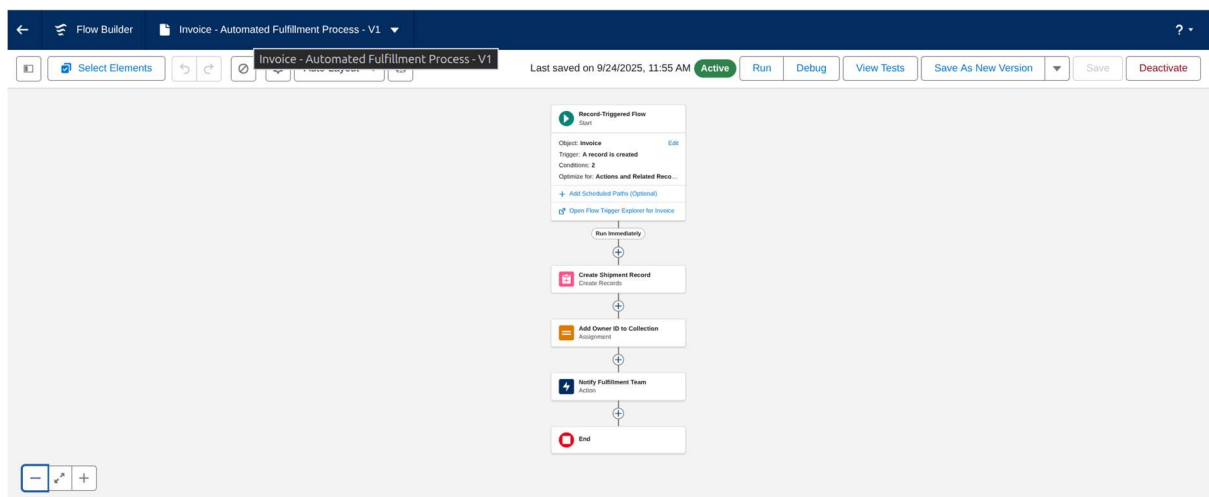 Flow Builder
Invoice - Automated Fulfillment Process - V1
?
Invoice - Automated Fulfillment Process - V1
Select Elements
Last saved on 9/24/2025, 11:55 AM
Active
Run
Debug
View Tests
Save As New Version
Save
Deactivate
Record-Triggered Flow
Start
Object: Invoice
Edit
Trigger: A record is created
Conditions: 2
Optimize for: Actions and Related Reco...
+ Add Scheduled Paths (Optional)
Open Flow Trigger Explorer for Invoice
Run Immediately
Create Shipment Record
Create Records
Add Owner ID to Collection
Assignment
Notify Fulfillment Team
Action
End